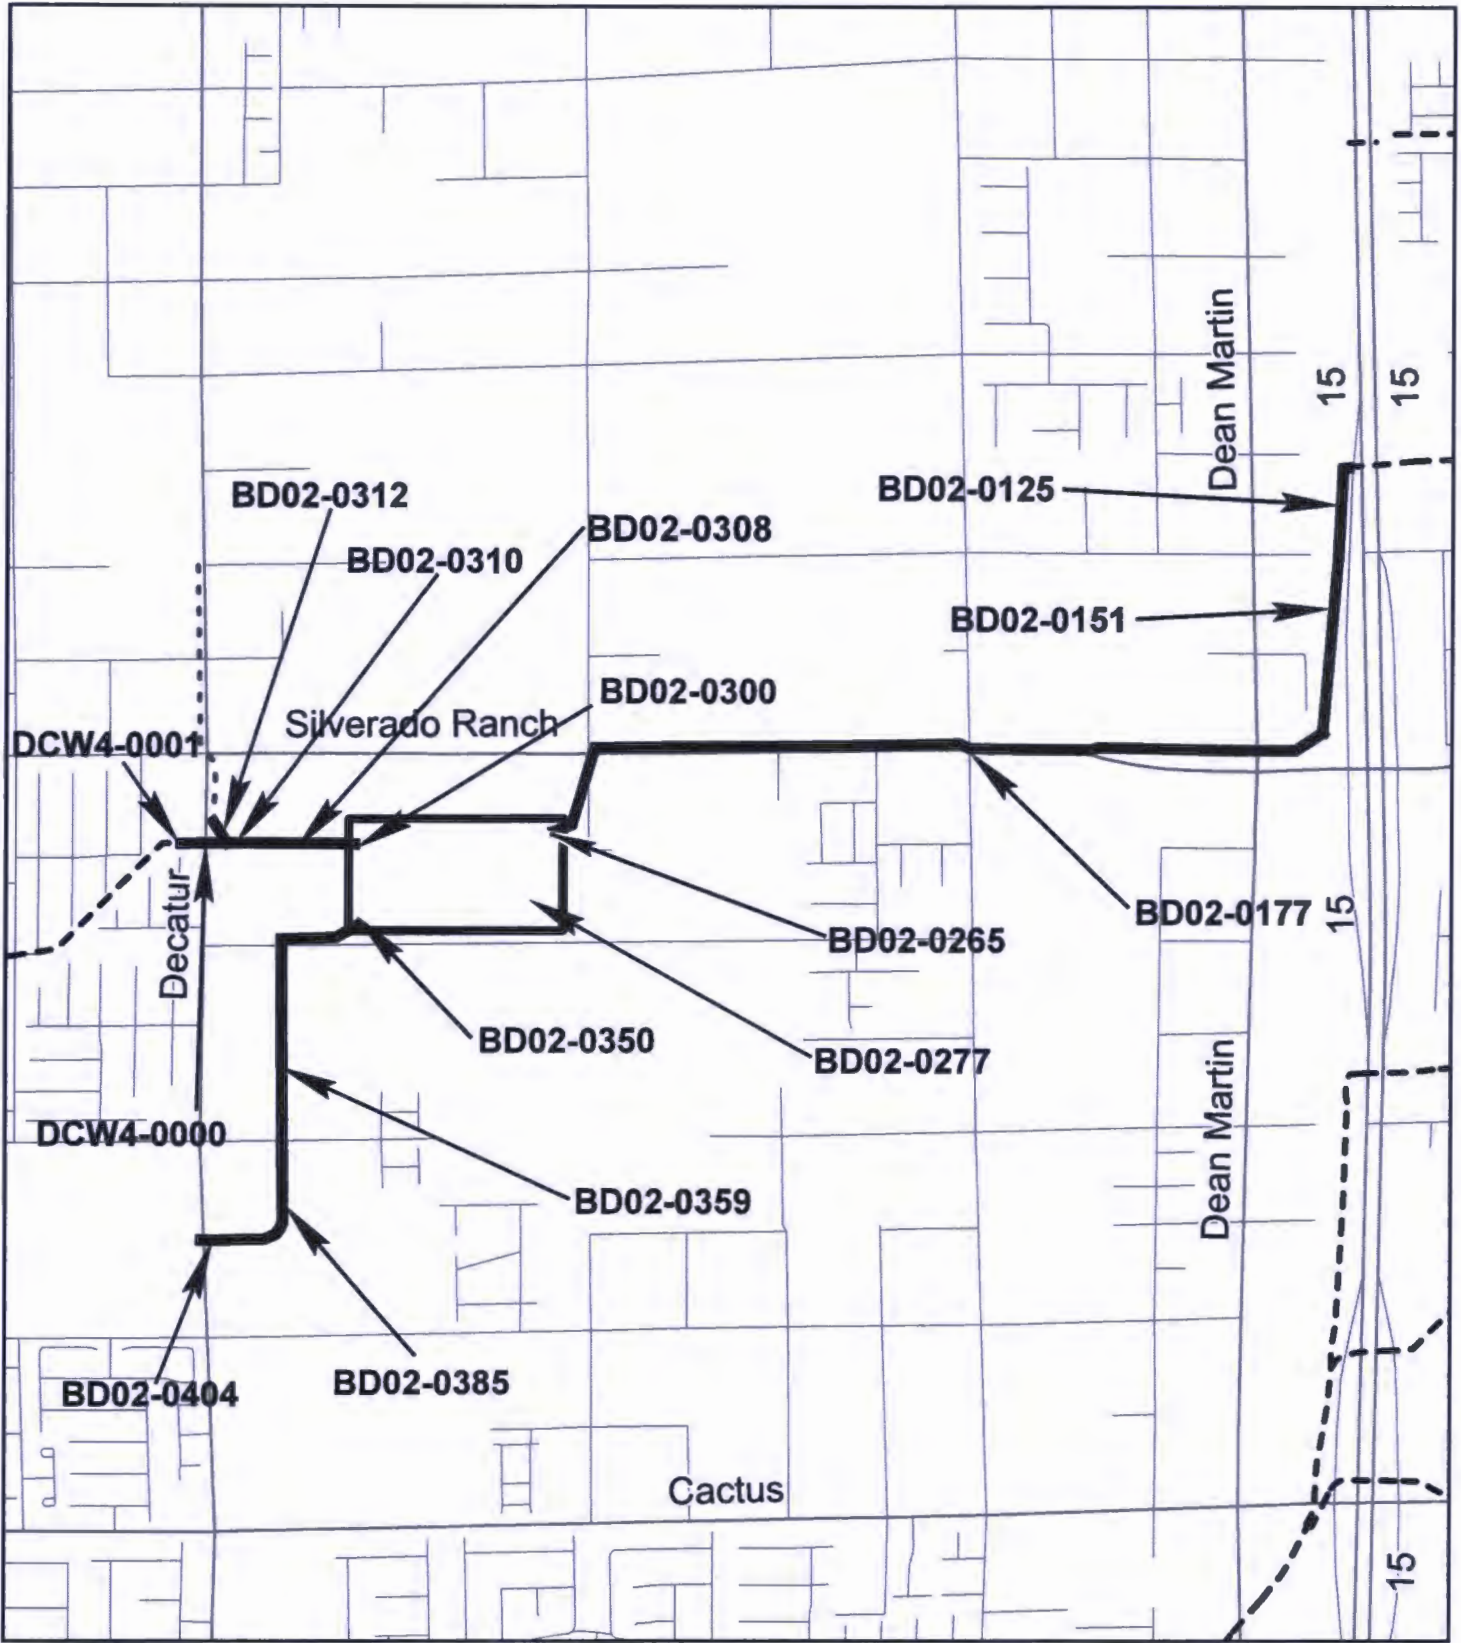 Dean Martin
15
15
BD02-0125
BD02-0312
BD02-0308
BD02-0310
BD02-0151
BD02-0300
Silverado Ranch
DCW4-0001
Decatur
BD02-0177
15
BD02-0265
BD02-0350
BD02-0277
DCW4-0000
Dean Martin
BD02-0359
BD02-0385
BD02-0404
Cactus
15